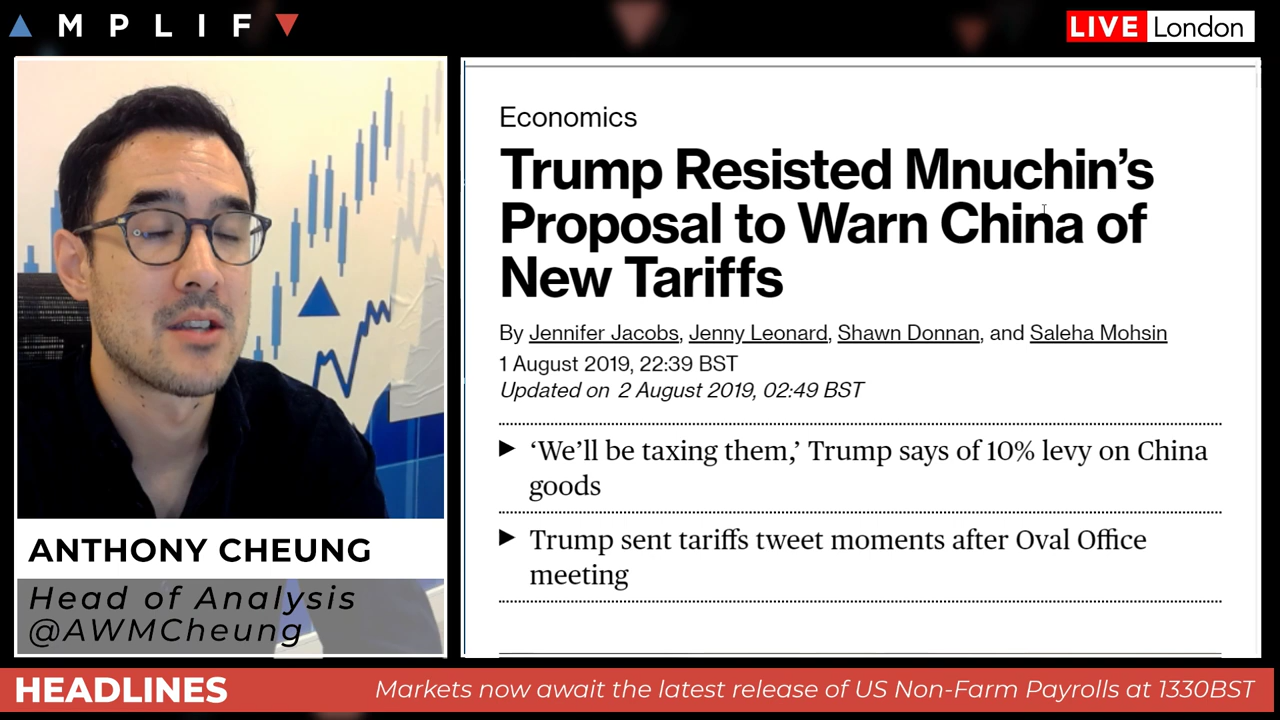 ▲ M P L I F ▼
LIVE London
Economics
Trump Resisted Mnuchin’s
Proposal to Warn China of
New Tariffs
By Jennifer Jacobs, Jenny Leonard, Shawn Donnan, and Saleha Mohsin
1 August 2019, 22:39 BST
Updated on 2 August 2019, 02:49 BST
▶ ‘We’ll be taxing them,’ Trump says of 10% levy on China
goods
▶ Trump sent tariffs tweet moments after Oval Office
meeting
ANTHONY CHEUNG
Head of Analysis
@AWMCheung
HEADLINES Markets now await the latest release of US Non-Farm Payrolls at 1330BST